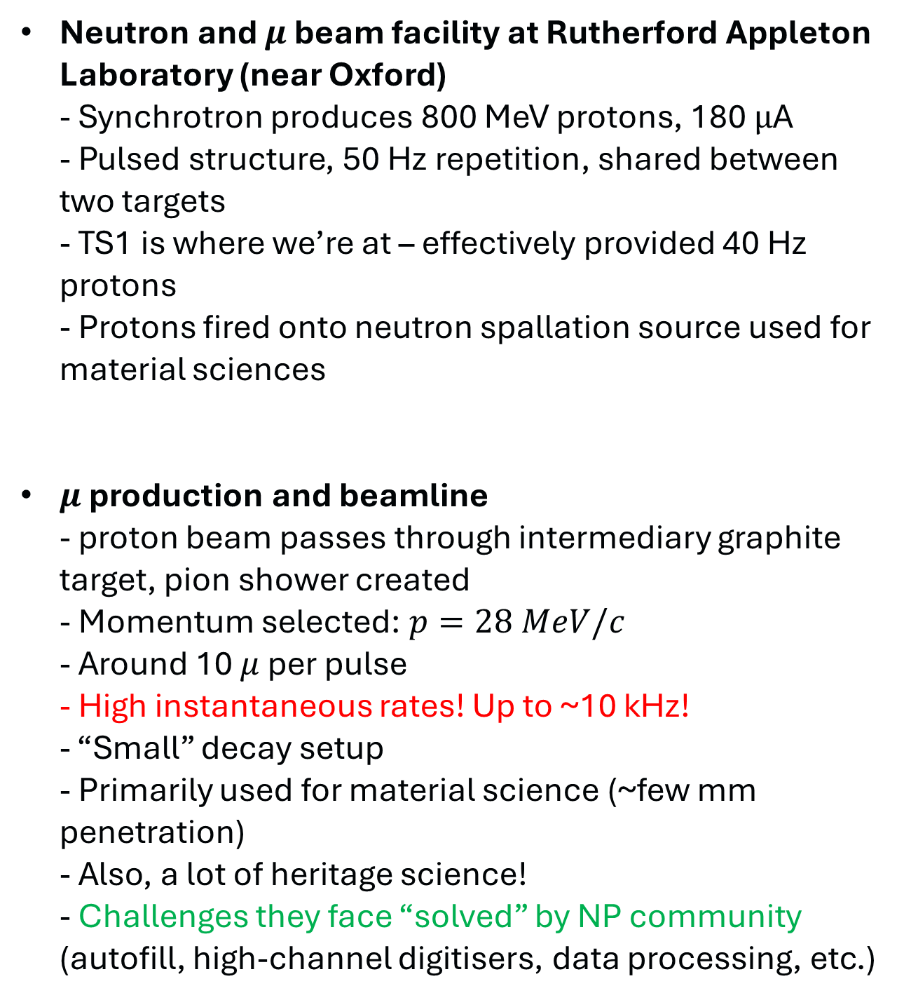 • Neutron and μ beam facility at Rutherford Appleton
Laboratory (near Oxford)
- Synchrotron produces 800 MeV protons, 180 μA
- Pulsed structure, 50 Hz repetition, shared between
two targets
- TS1 is where we’re at – effectively provided 40 Hz
protons
- Protons fired onto neutron spallation source used for
material sciences
• μ production and beamline
- proton beam passes through intermediary graphite
target, pion shower created
- Momentum selected: p = 28 MeV/c
- Around 10 μ per pulse
- High instantaneous rates! Up to ~10 kHz!
- “Small” decay setup
- Primarily used for material science (~few mm
penetration)
- Also, a lot of heritage science!
- Challenges they face “solved” by NP community
(autofill, high-channel digitisers, data processing, etc.)